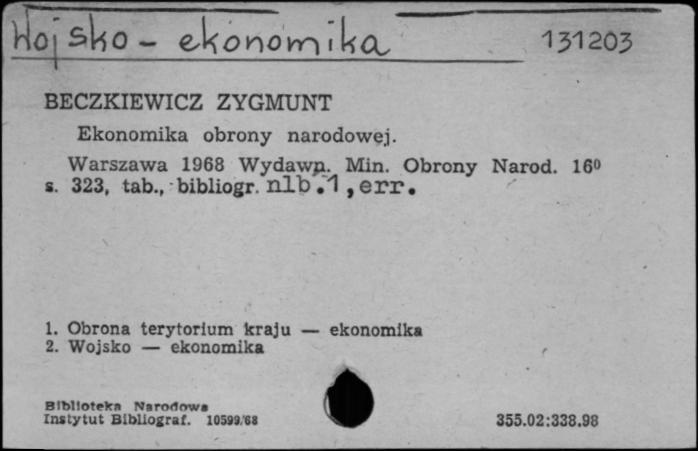 Wojsko - ekonomika 131203
BECZKIEWICZ ZYGMUNT
Ekonomika obrony narodowej.
Warszawa 1968 Wydawn. Min. Obrony Narod. 16⁰
s. 323, tab., bibliogr. nlb.1, err.
1. Obrona terytorium kraju — ekonomika
2. Wojsko — ekonomika
Biblioteka Narodowa
Instytut Bibliograf. 10599/68
355.02:338.98